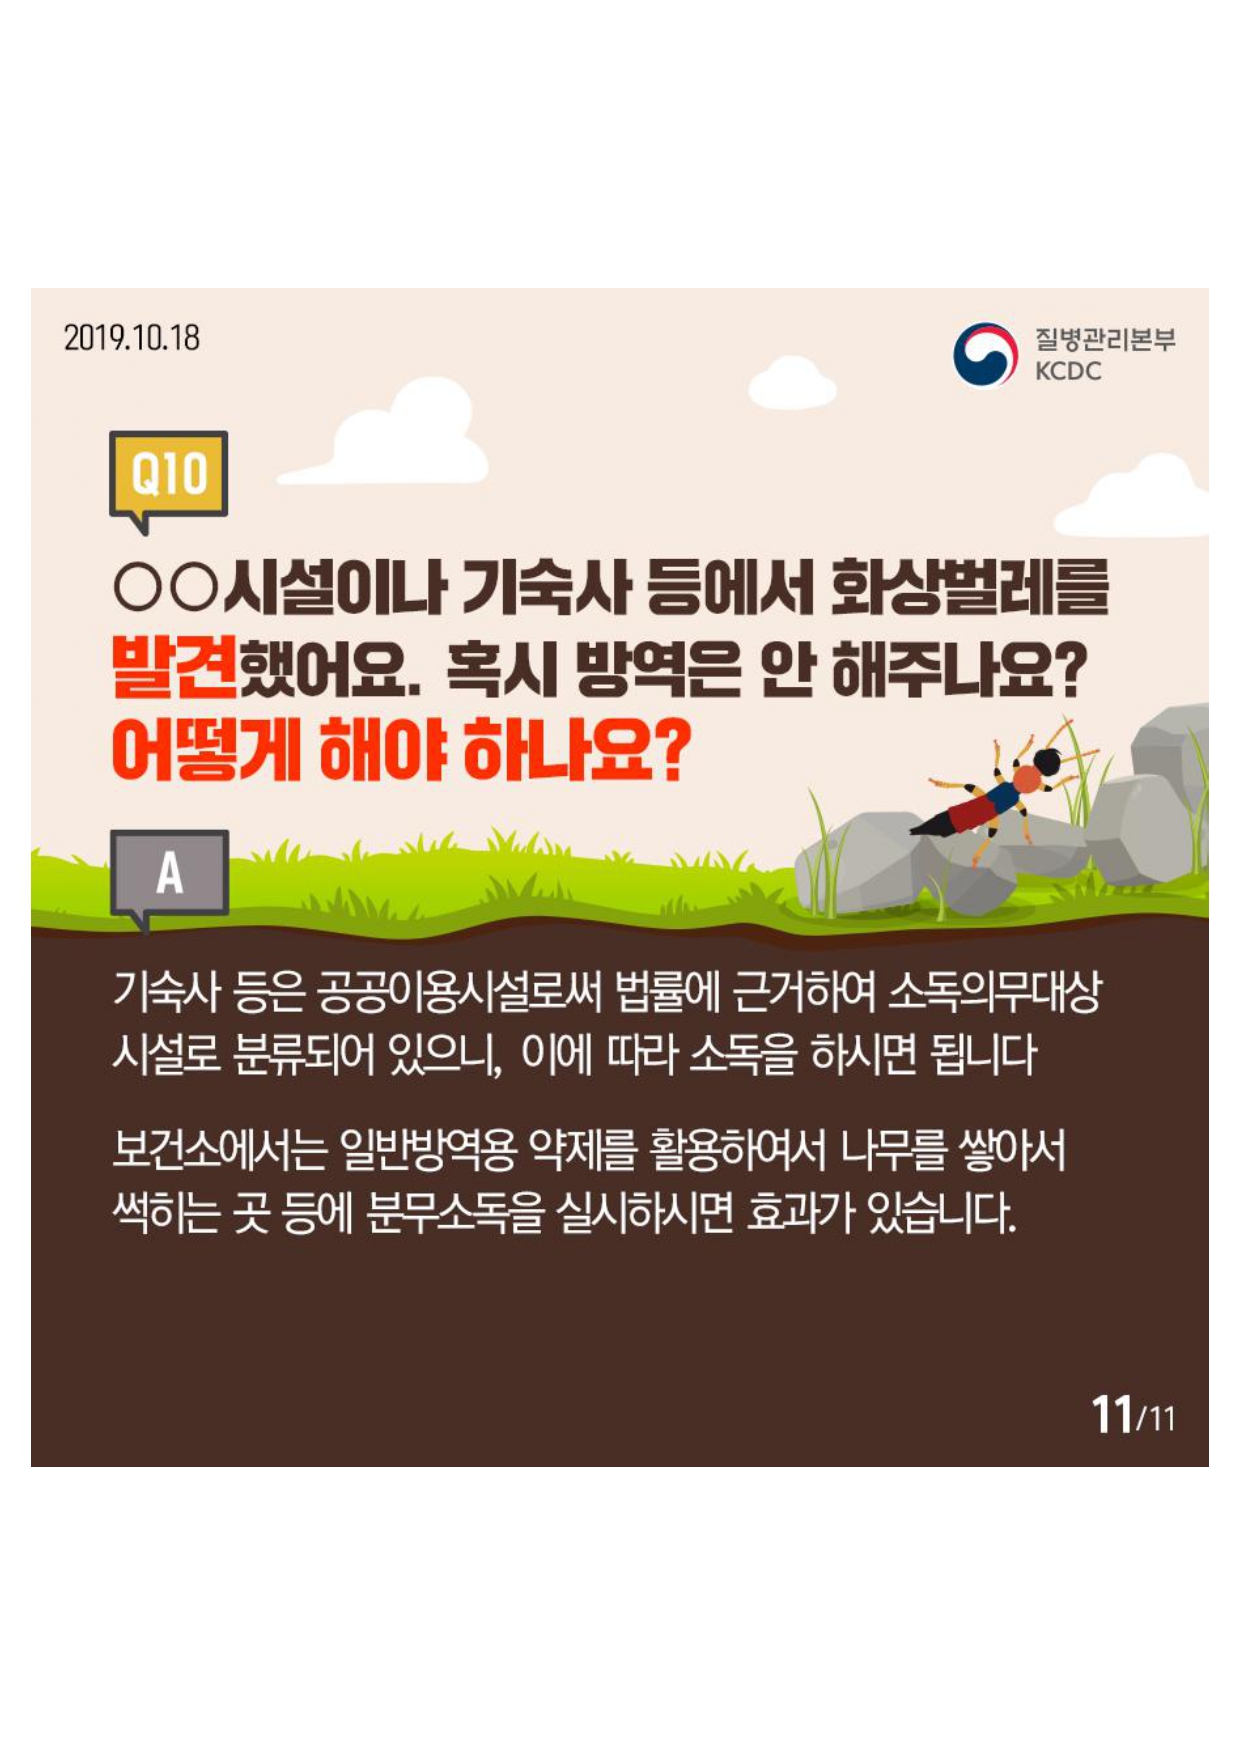 2019.10.18
질병관리본부
KCDC
Q10
○○시설이나 기숙사 등에서 화상벌레를
발견했어요. 혹시 방역은 안 해주나요?
어떻게 해야 하나요?
A
기숙사 등은 공공이용시설로써 법률에 근거하여 소독의무대상
시설로 분류되어 있으니, 이에 따라 소독을 하시면 됩니다
보건소에서는 일반방역용 약제를 활용하여서 나무를 쌓아서
썩히는 곳 등에 분무소독을 실시하시면 효과가 있습니다.
11/11